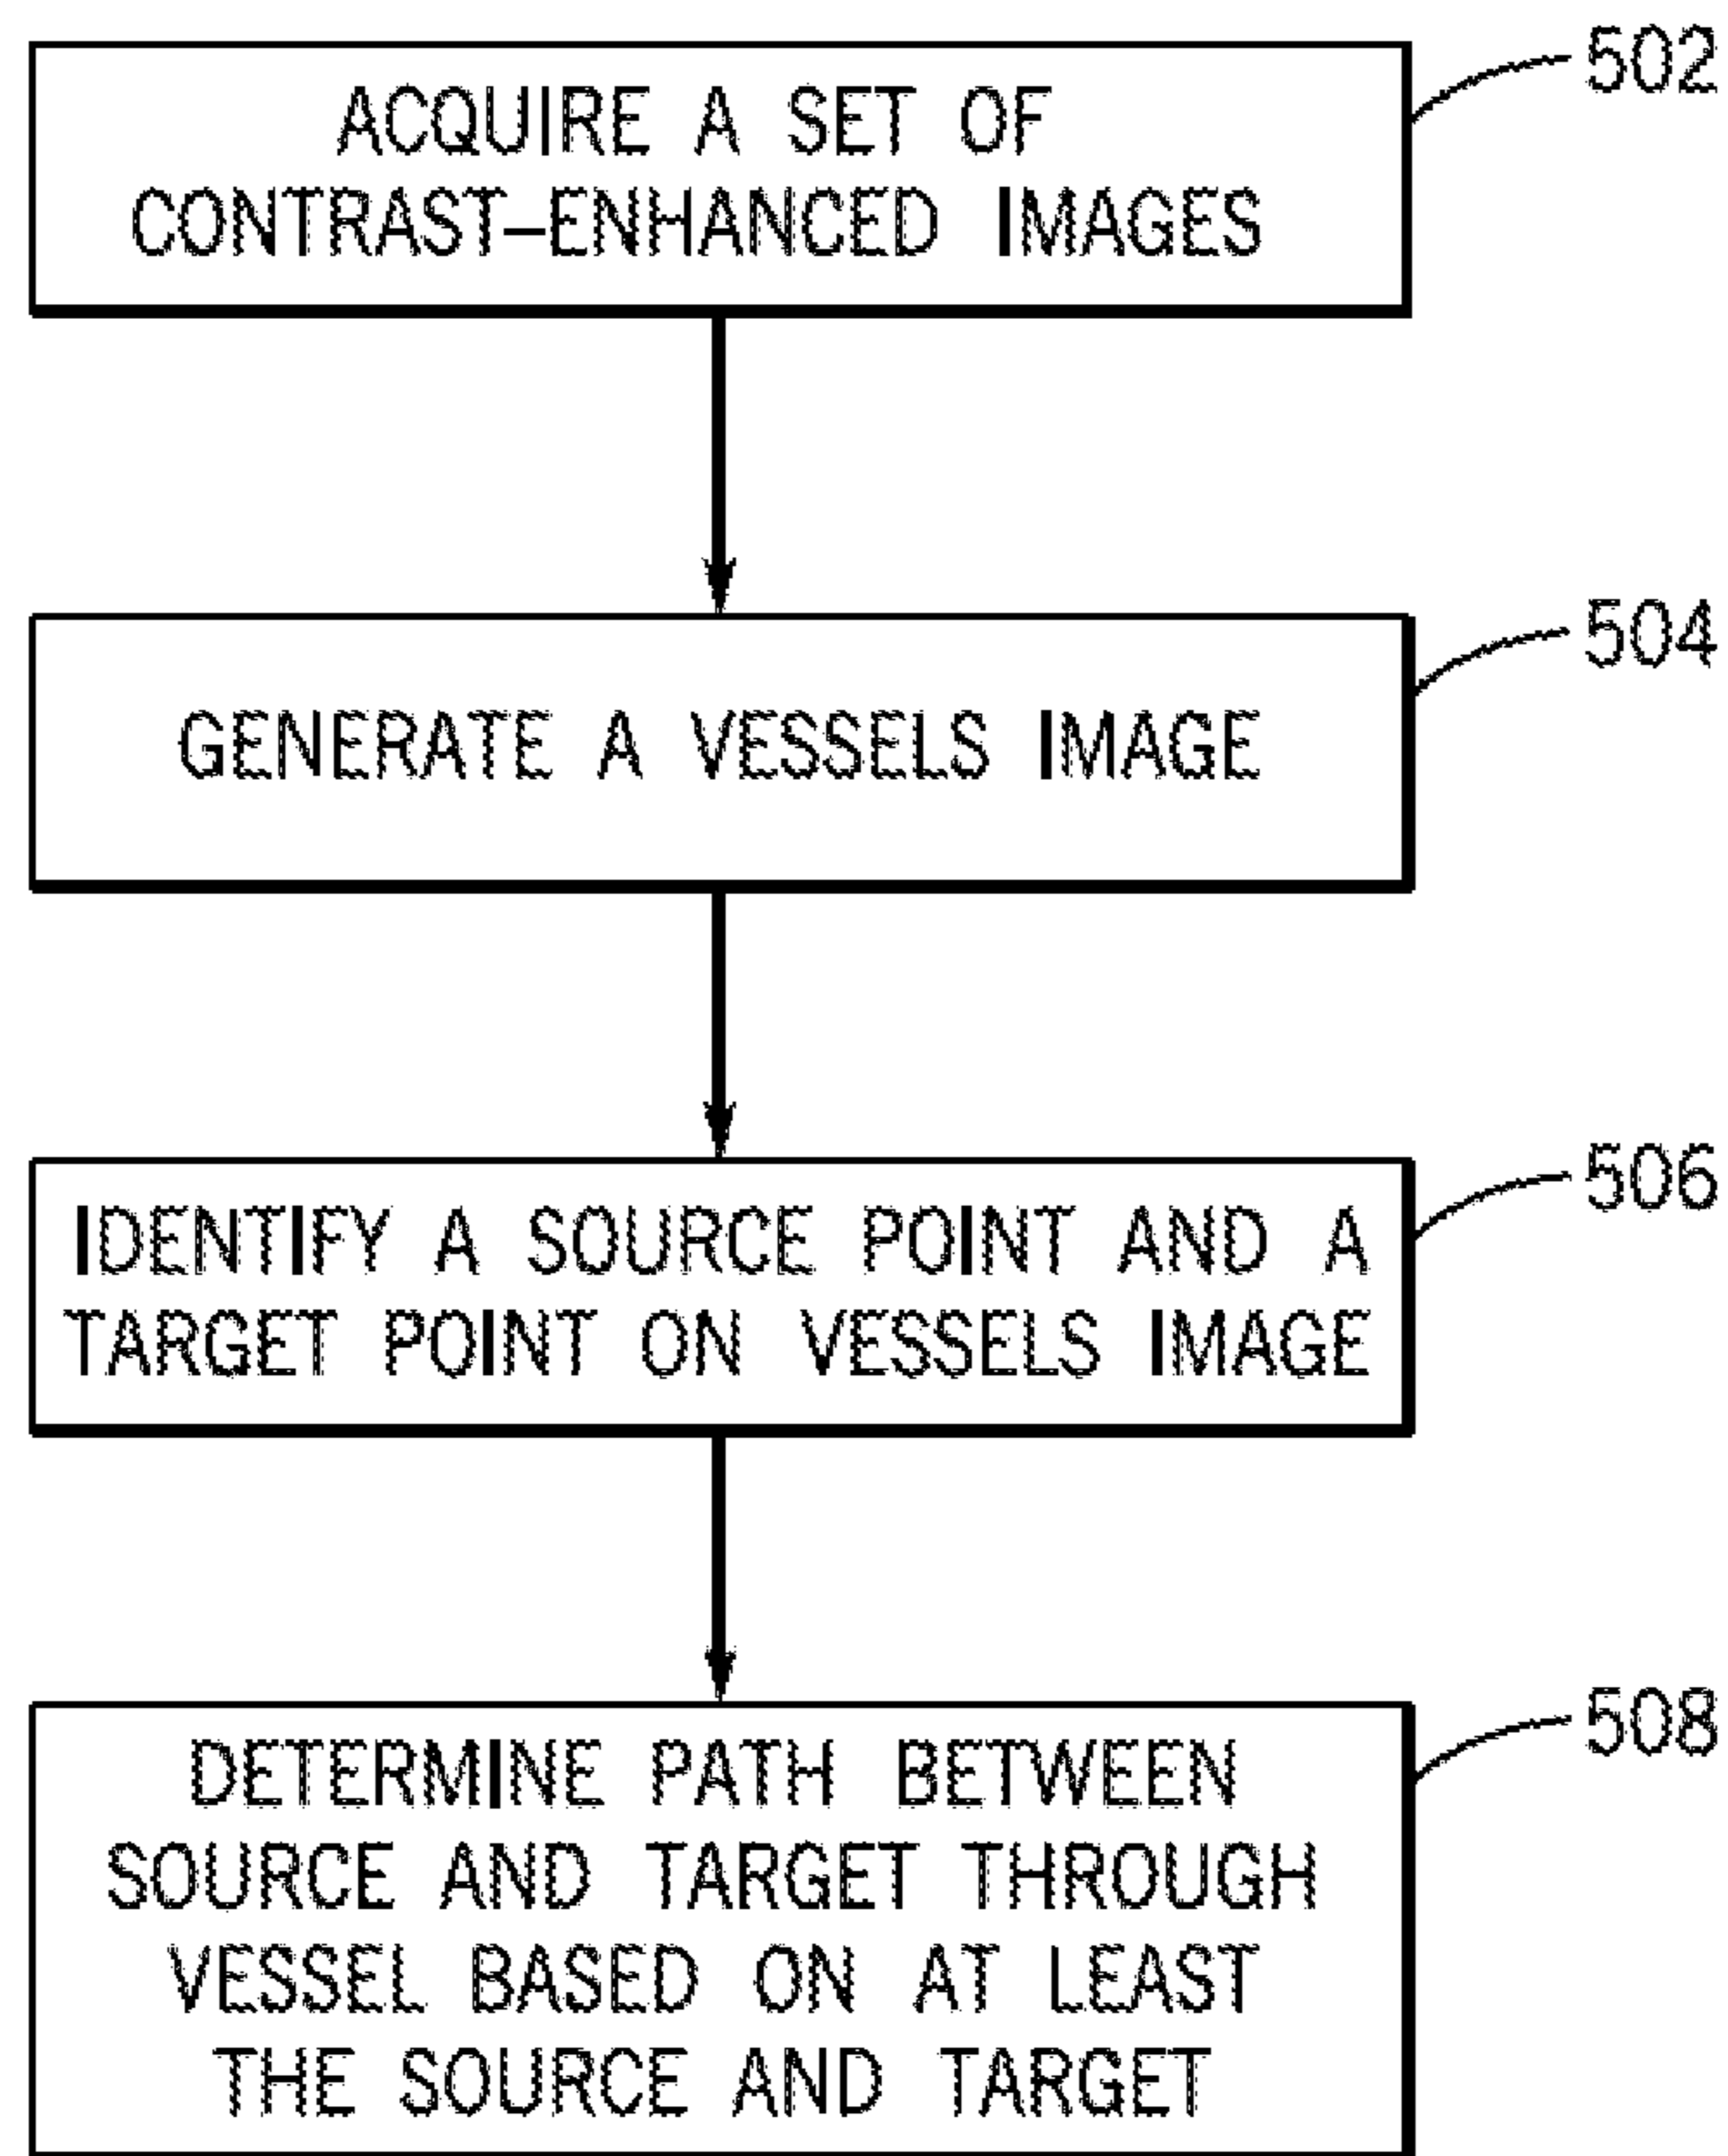 502
ACQUIRE A SET OF
CONTRAST-ENHANCED IMAGES
504
GENERATE A VESSELS IMAGE
506
IDENTIFY A SOURCE POINT AND A
TARGET POINT ON VESSELS IMAGE
508
DETERMINE PATH BETWEEN
SOURCE AND TARGET THROUGH
VESSEL BASED ON AT LEAST
THE SOURCE AND TARGET